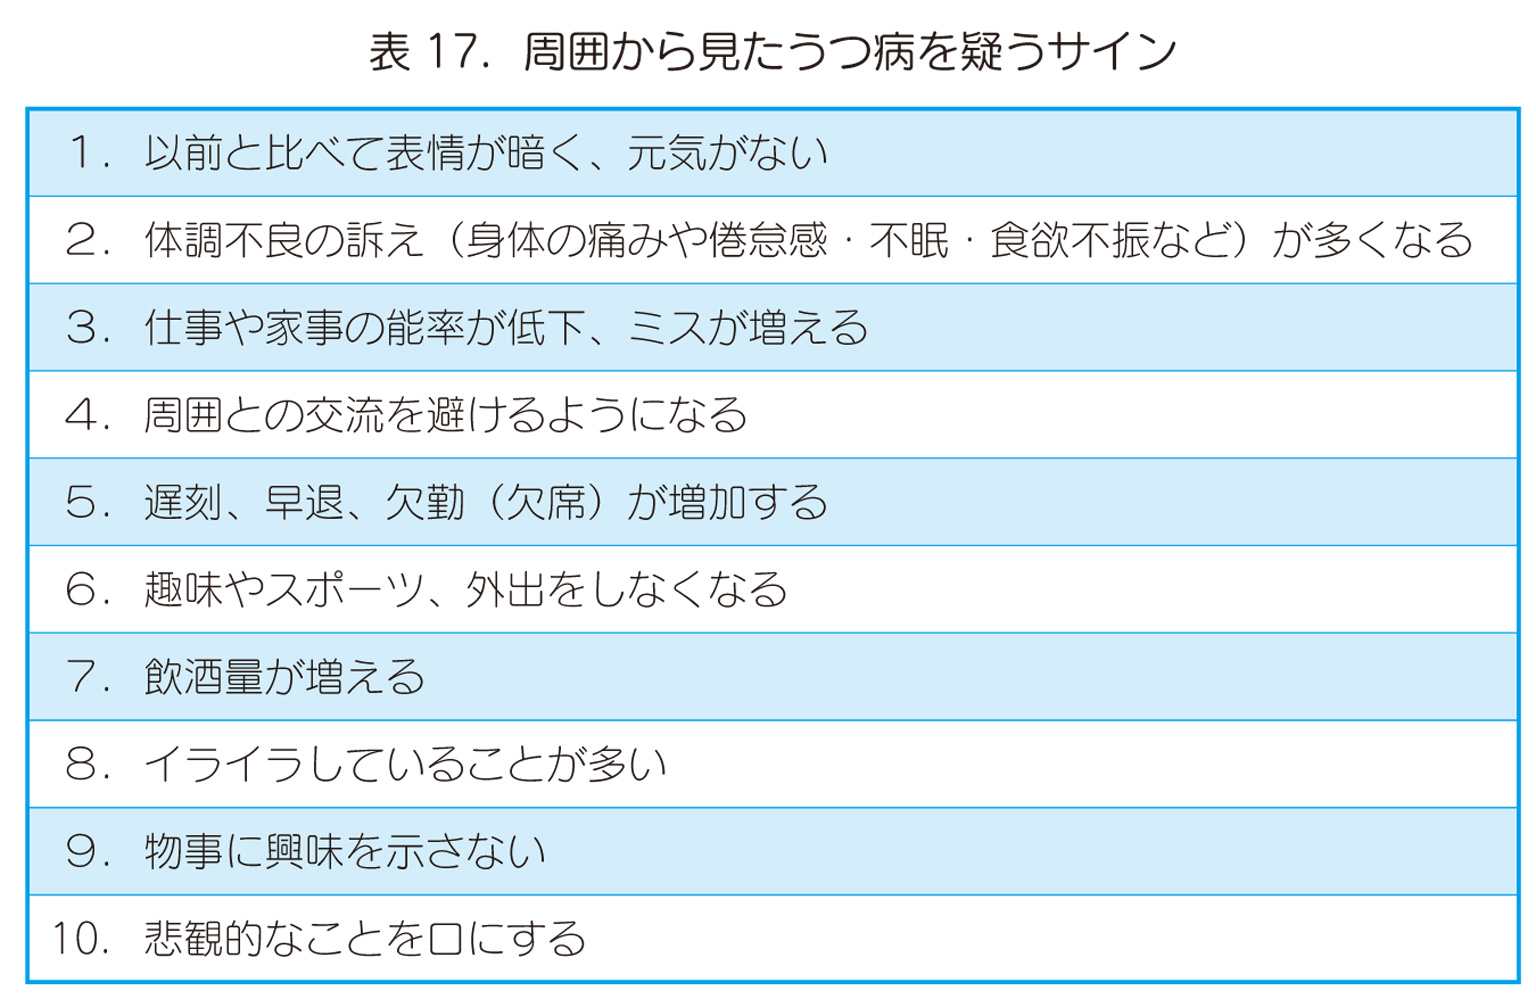 表 17. 周囲から見たうつ病を疑うサイン
1. 以前と比べて表情が暗く、元気がない
2. 体調不良の訴え（身体の痛みや倦怠感・不眠・食欲不振など）が多くなる
3. 仕事や家事の能率が低下、ミスが増える
4. 周囲との交流を避けるようになる
5. 遅刻、早退、欠勤（欠席）が増加する
6. 趣味やスポーツ、外出をしなくなる
7. 飲酒量が増える
8. イライラしていることが多い
9. 物事に興味を示さない
10. 悲観的なことを口にする